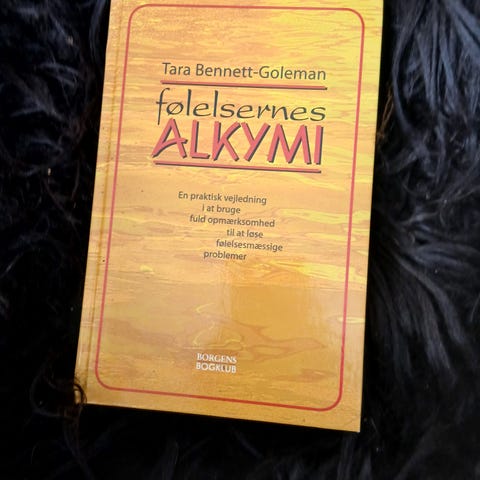 Tara Bennett-Goleman
følelsernes
ALKYMI
En praktisk vejledning
i at bruge
fuld opmærksomhed
til at løse
følelsesmæssige
problemer
BORGENS
BOGKLUB